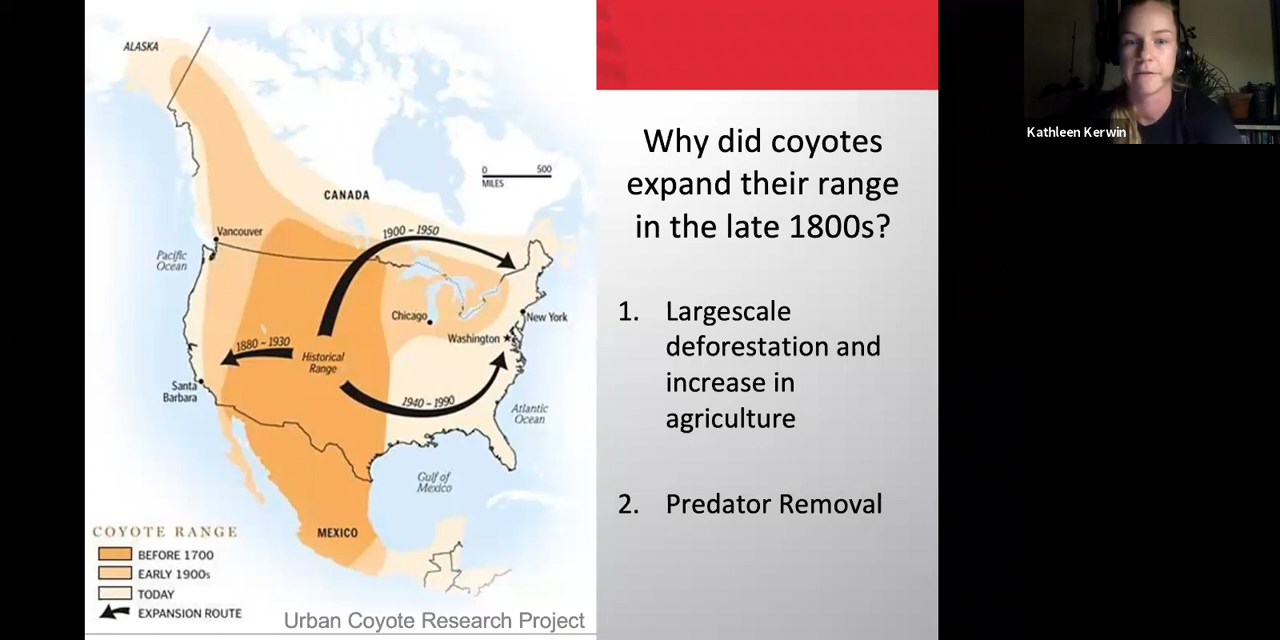 ALASKA
CANADA
0 500
MILES
Vancouver
Pacific
Ocean
1900 – 1950
Chicago
New York
Washington
1880 – 1930
Historical
Range
Santa
Barbara
1940 – 1990
Atlantic
Ocean
Gulf of
Mexico
MEXICO
COYOTE RANGE
BEFORE 1700
EARLY 1900s
TODAY
EXPANSION ROUTE
Urban Coyote Research Project
Why did coyotes
expand their range
in the late 1800s?
1. Largescale
deforestation and
increase in
agriculture
2. Predator Removal
Kathleen Kerwin